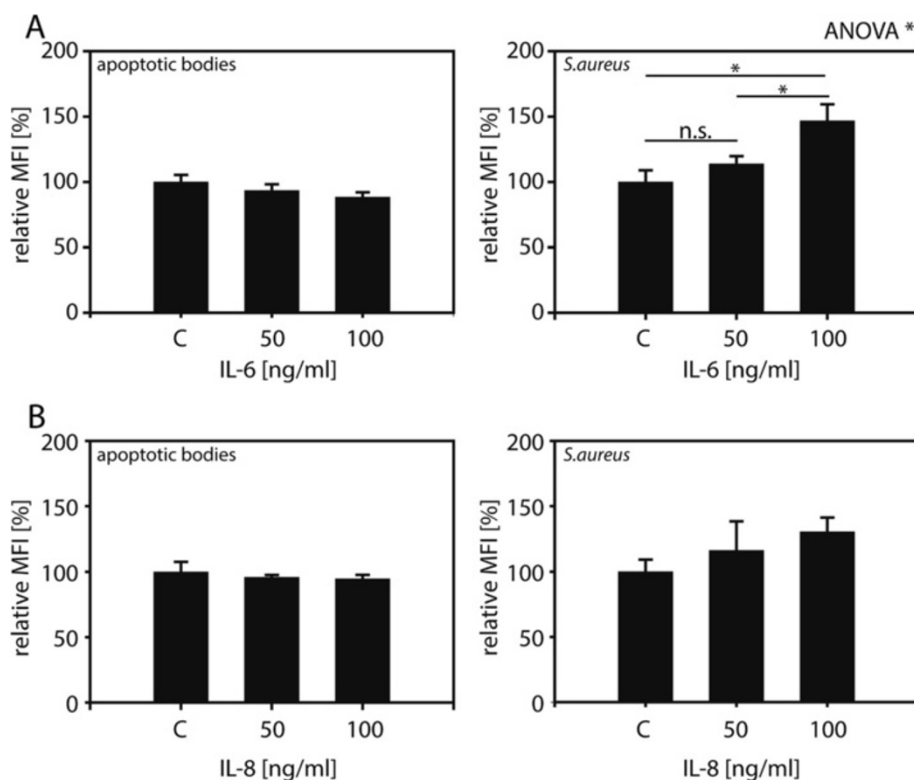 A
ANOVA *
apoptotic bodies
relative MFI [%]
200
150
100
50
0
C 50 100
IL-6 [ng/ml]
S.aureus
relative MFI [%]
200
150
100
50
0
*
*
n.s.
C 50 100
IL-6 [ng/ml]
B
apoptotic bodies
relative MFI [%]
200
150
100
50
0
C 50 100
IL-8 [ng/ml]
S.aureus
relative MFI [%]
200
150
100
50
0
C 50 100
IL-8 [ng/ml]